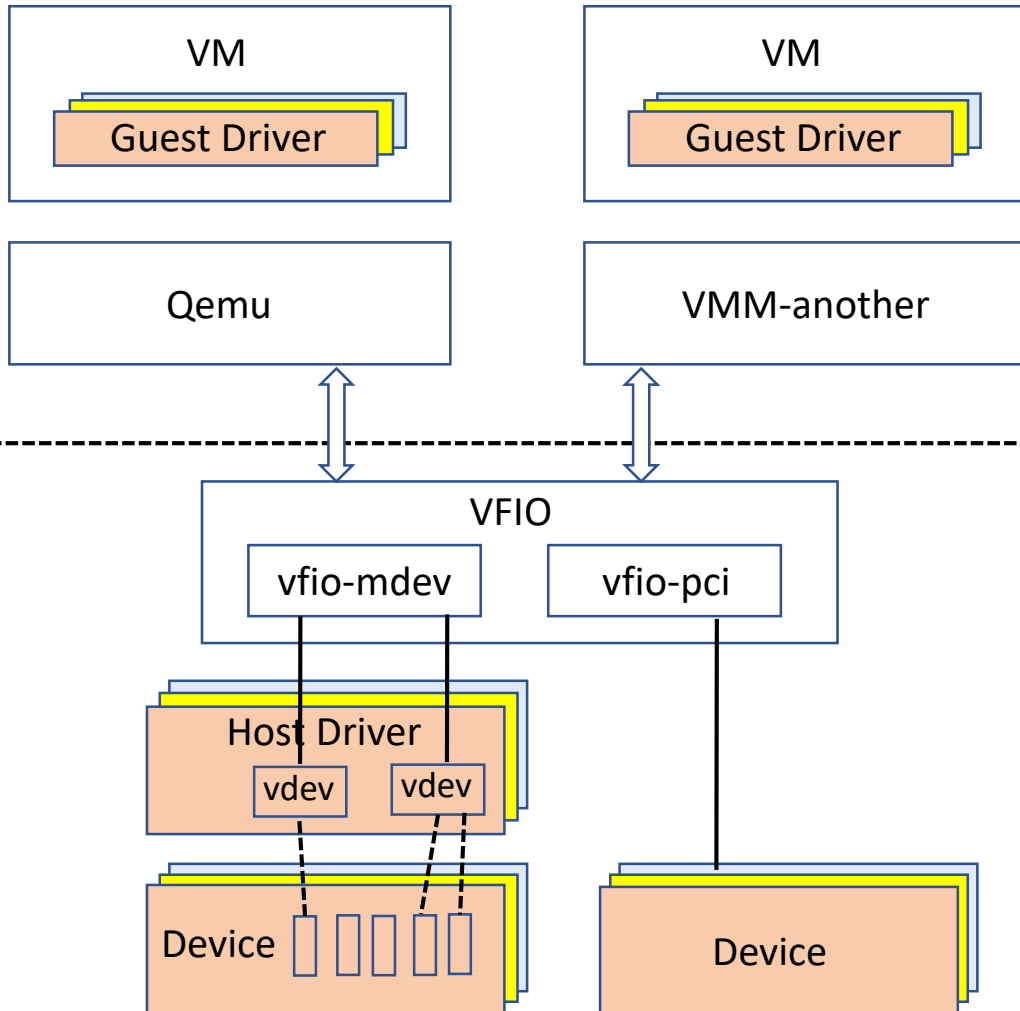 VM
VM
Guest Driver
Guest Driver
Qemu
VMM-another
VFIO
vfio-mdev
vfio-pci
Host Driver
vdev
vdev
Device
Device